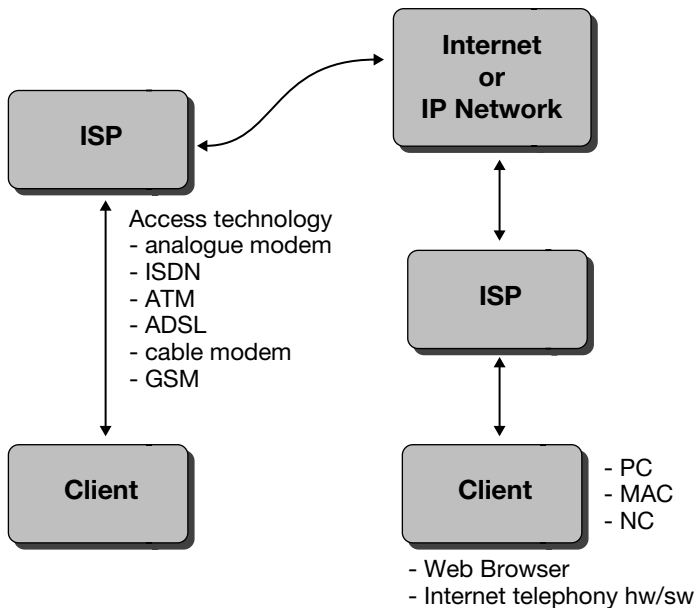 Internet
or
IP Network
ISP
Access technology
- analogue modem
- ISDN
- ATM
- ADSL
- cable modem
- GSM
ISP
Client
Client
- PC
- MAC
- NC
- Web Browser
- Internet telephony hw/sw